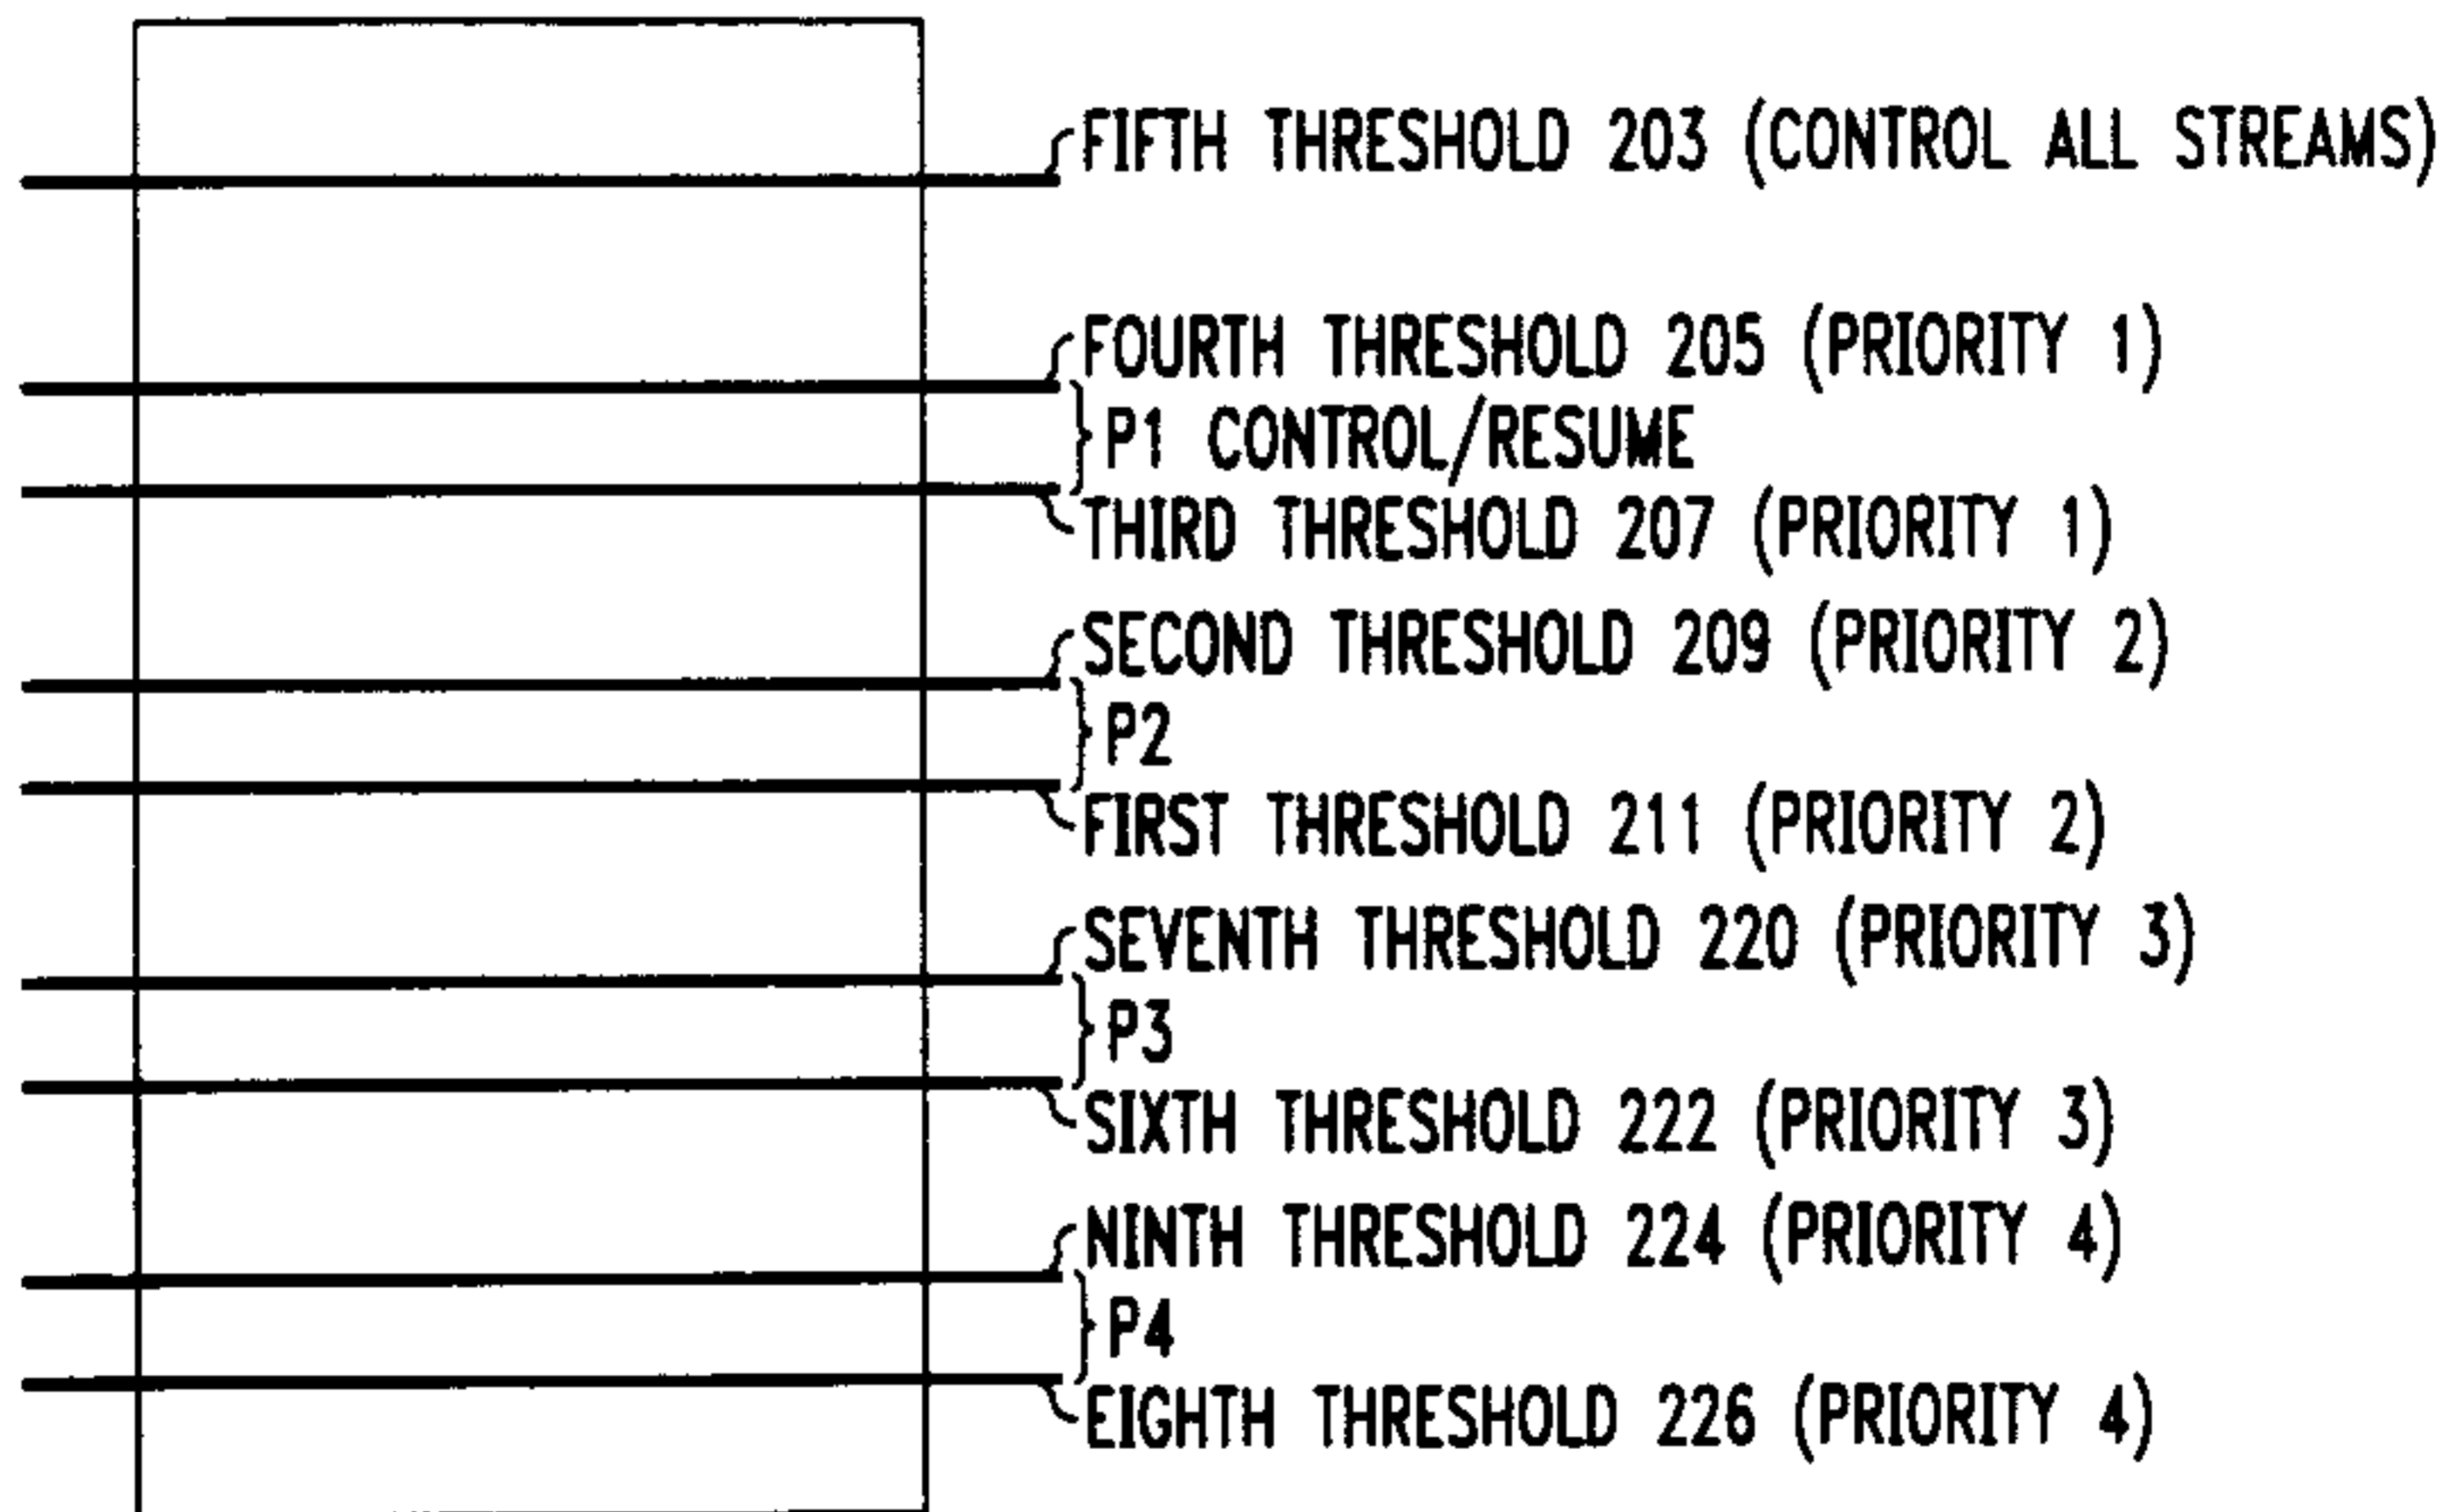 FIFTH THRESHOLD 203 (CONTROL ALL STREAMS)
FOURTH THRESHOLD 205 (PRIORITY 1)
P1 CONTROL/RESUME
THIRD THRESHOLD 207 (PRIORITY 1)
SECOND THRESHOLD 209 (PRIORITY 2)
P2
FIRST THRESHOLD 211 (PRIORITY 2)
SEVENTH THRESHOLD 220 (PRIORITY 3)
P3
SIXTH THRESHOLD 222 (PRIORITY 3)
NINTH THRESHOLD 224 (PRIORITY 4)
P4
EIGHTH THRESHOLD 226 (PRIORITY 4)